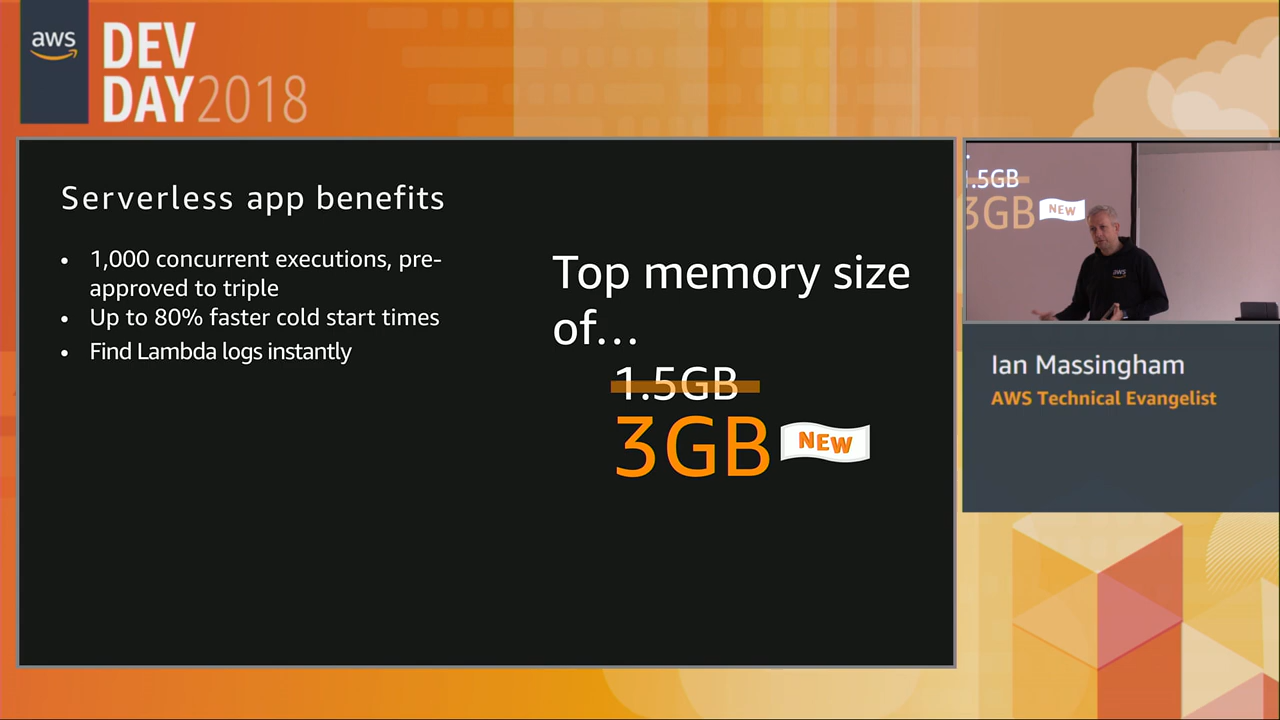 aws
DEV
DAY2018
Serverless app benefits
• 1,000 concurrent executions, pre-
approved to triple
• Up to 80% faster cold start times
• Find Lambda logs instantly
Top memory size
of...
1.5GB
3GB NEW
.5GB
3GB NEW
aws
Ian Massingham
AWS Technical Evangelist